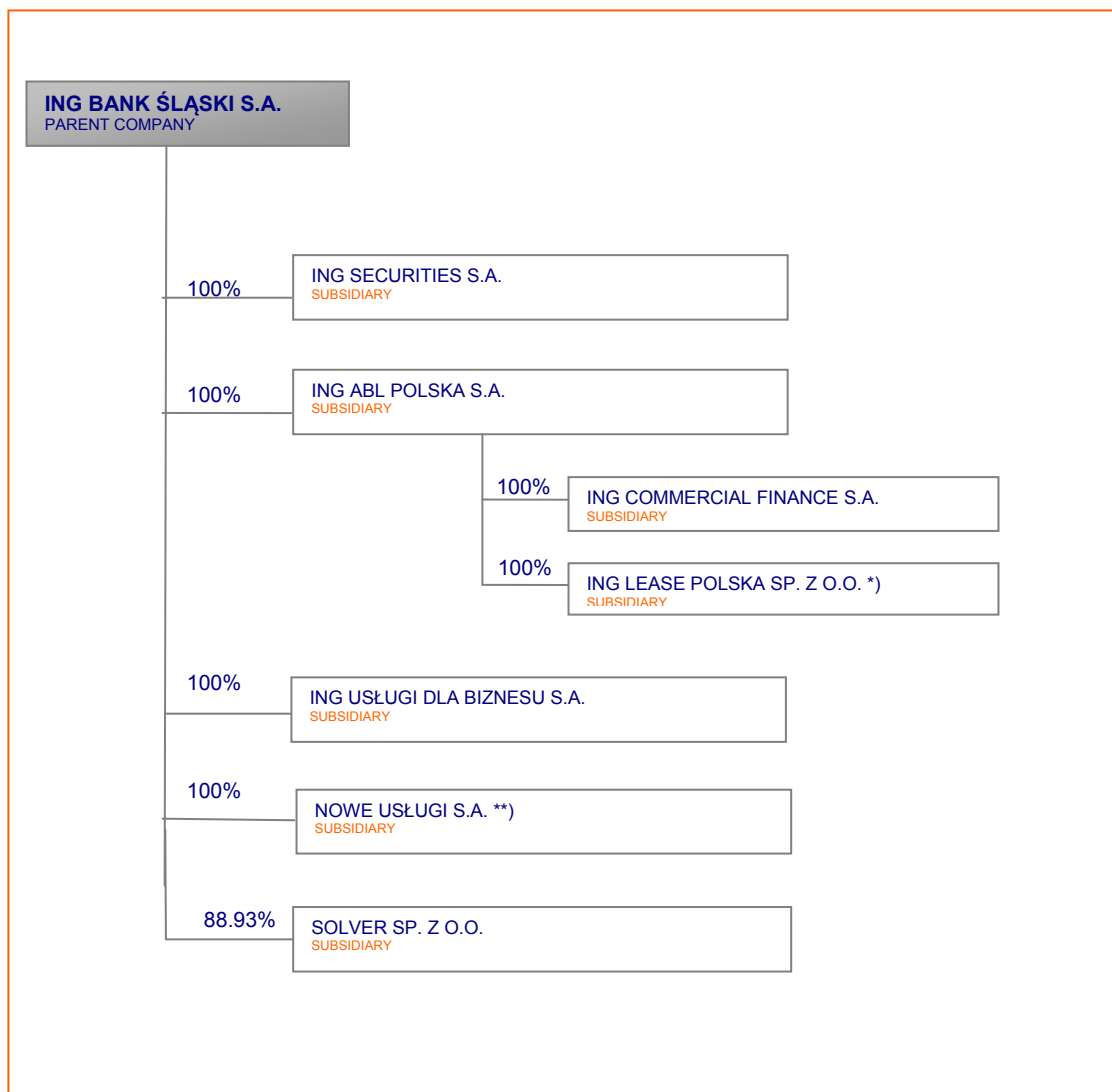 ING BANK ŚLĄSKI S.A.
PARENT COMPANY
100%
ING SECURITIES S.A.
SUBSIDIARY
100%
ING ABL POLSKA S.A.
SUBSIDIARY
100%
ING COMMERCIAL FINANCE S.A.
SUBSIDIARY
100%
ING LEASE POLSKA SP. Z O.O. *)
SUBSIDIARY
100%
ING USŁUGI DLA BIZNESU S.A.
SUBSIDIARY
100%
NOWE USŁUGI S.A. **)
SUBSIDIARY
88.93%
SOLVER SP. Z O.O.
SUBSIDIARY